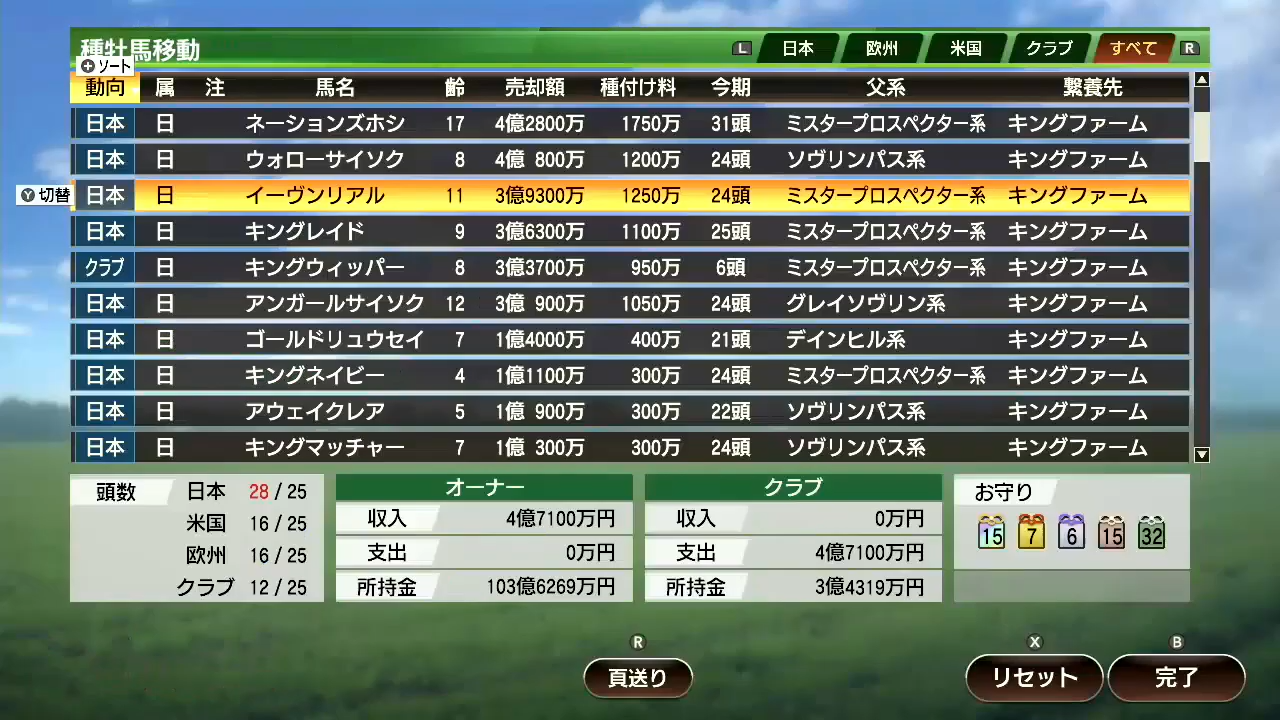 種牡馬移動
L 日本 欧州 米国 クラブ すべて R
+ソート
動向 属 注 馬名 齢 売却額 種付け料 今期 父系 繋養先
日本 日 ネーションズホシ 17 4億2800万 1750万 31頭 ミスタープロスペクター系 キングファーム
日本 日 ウォローサイソク 8 4億 800万 1200万 24頭 ソヴリンパス系 キングファーム
Y切替 日本 日 イーヴンリアル 11 3億9300万 1250万 24頭 ミスタープロスペクター系 キングファーム
日本 日 キングレイド 9 3億6300万 1100万 25頭 ミスタープロスペクター系 キングファーム
クラブ 日 キングウィッパー 8 3億3700万 950万 6頭 ミスタープロスペクター系 キングファーム
日本 日 アンガールサイソク 12 3億 900万 1050万 24頭 グレイソヴリン系 キングファーム
日本 日 ゴールドリュウセイ 7 1億4000万 400万 21頭 デインヒル系 キングファーム
日本 日 キングネイビー 4 1億1100万 300万 24頭 ミスタープロスペクター系 キングファーム
日本 日 アウェイクレア 5 1億 900万 300万 22頭 ソヴリンパス系 キングファーム
日本 日 キングマッチャー 7 1億 300万 300万 24頭 ソヴリンパス系 キングファーム
頭数 日本 28 / 25
米国 16 / 25
欧州 16 / 25
クラブ 12 / 25
オーナー
収入 4億7100万円
支出 0万円
所持金 103億6269万円
クラブ
収入 0万円
支出 4億7100万円
所持金 3億4319万円
お守り
15 7 6 15 32
R 頁送り
X リセット
B 完了